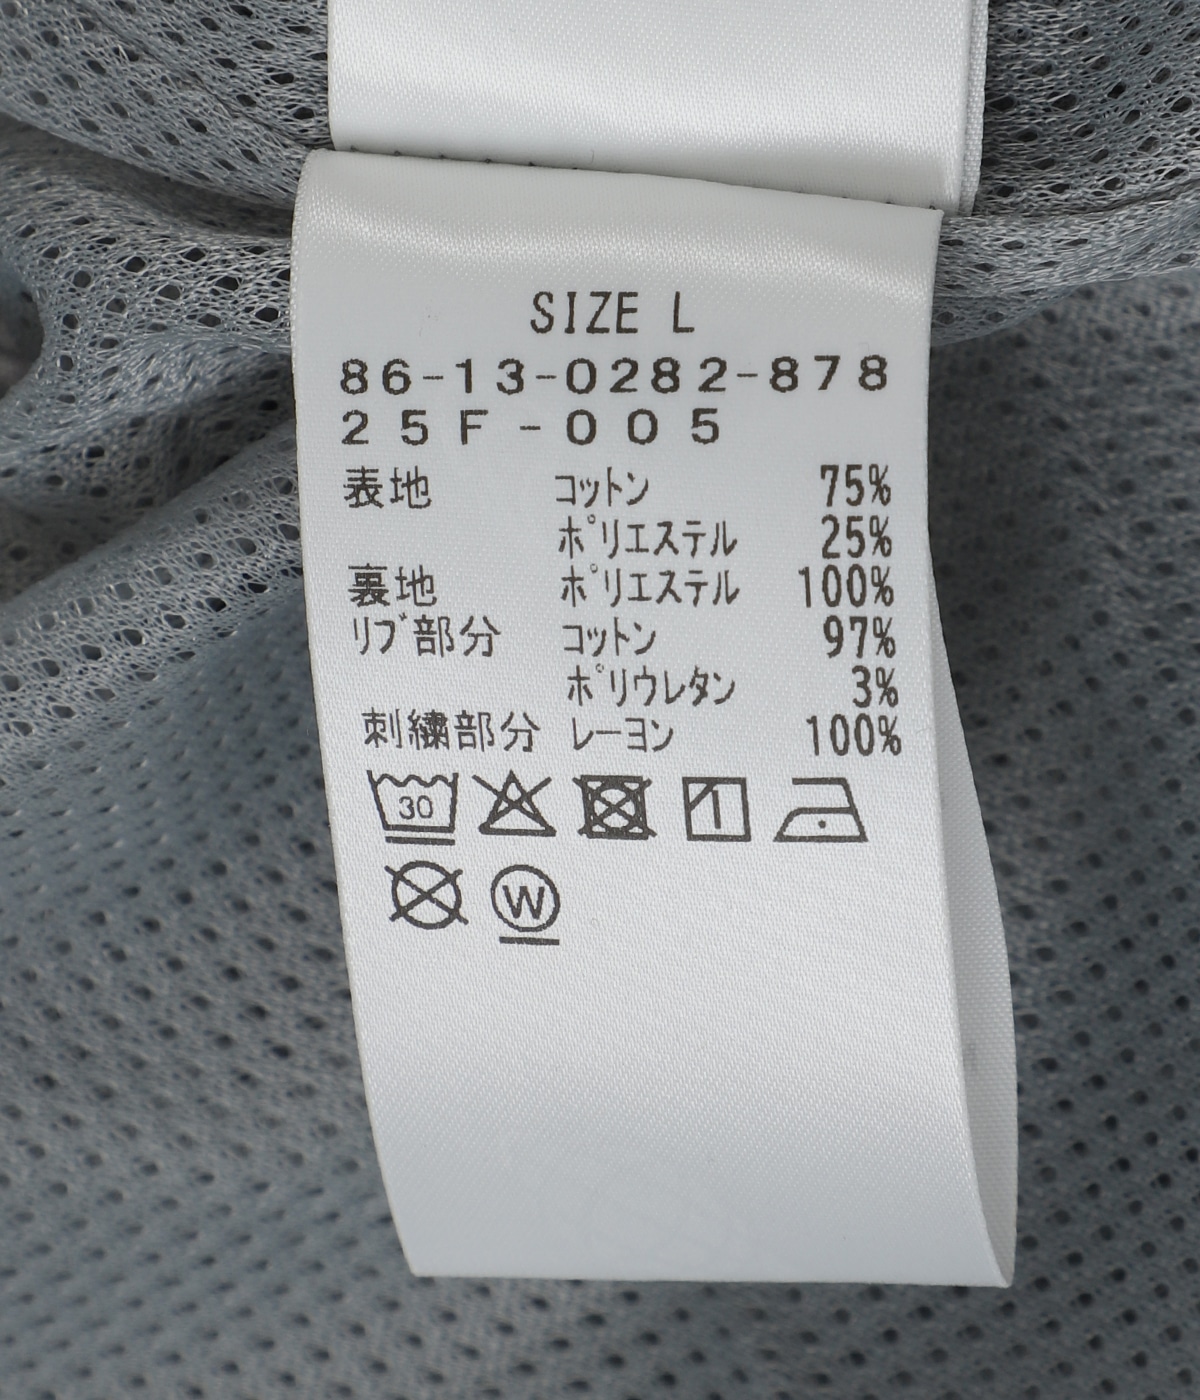 SIZE L
86-13-0282-878
25F-005
表地 コットン 75%
ポリエステル 25%
裏地 ポリエステル 100%
リブ部分 コットン 97%
ポリウレタン 3%
刺繍部分 レーヨン 100%
30
W